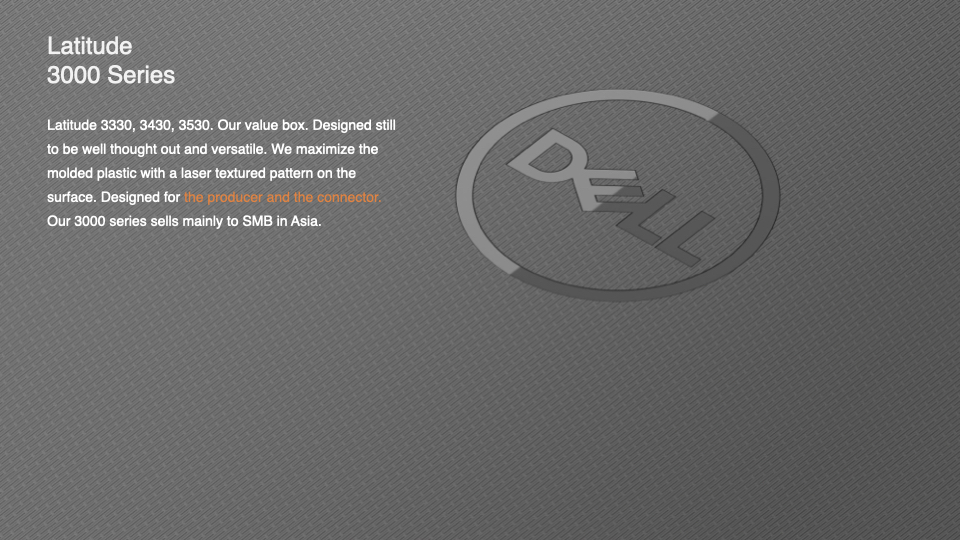 Latitude
3000 Series
Latitude 3330, 3430, 3530. Our value box. Designed still
to be well thought out and versatile. We maximize the
molded plastic with a laser textured pattern on the
surface. Designed for the producer and the connector.
Our 3000 series sells mainly to SMB in Asia.
DELL